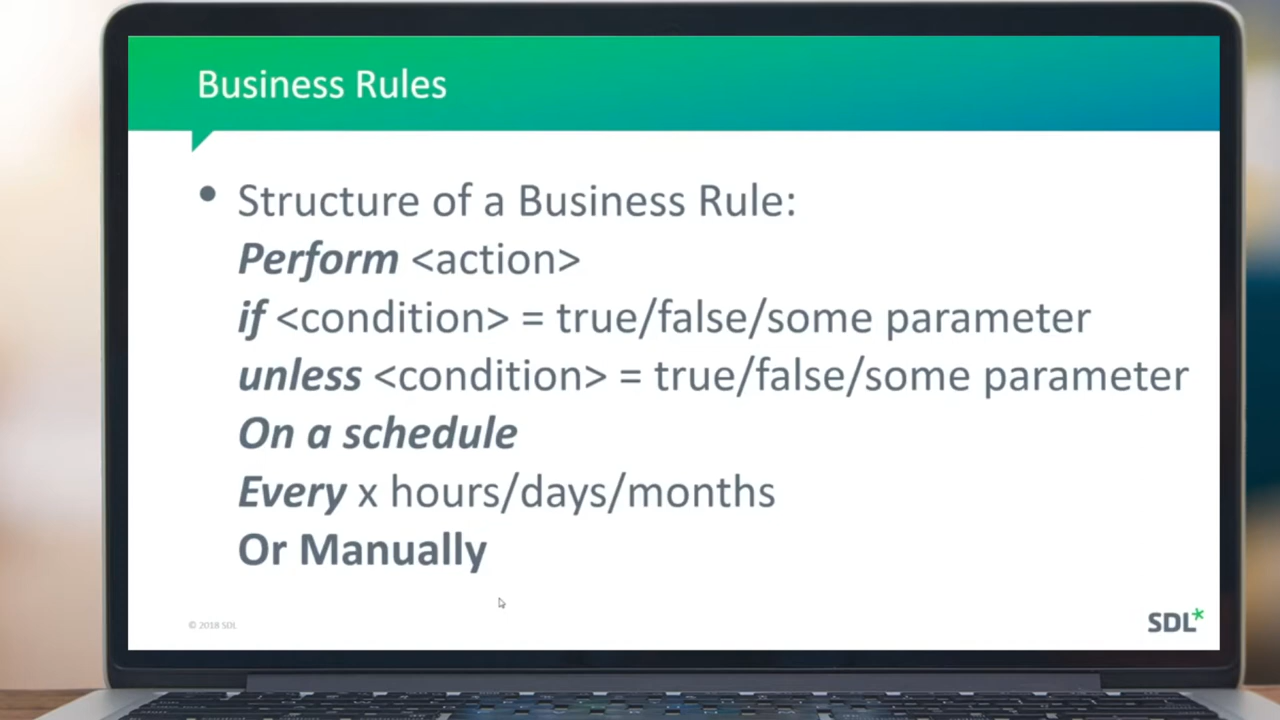 Business Rules
• Structure of a Business Rule:
Perform <action>
if <condition> = true/false/some parameter
unless <condition> = true/false/some parameter
On a schedule
Every x hours/days/months
Or Manually
© 2018 SDL
SDL*